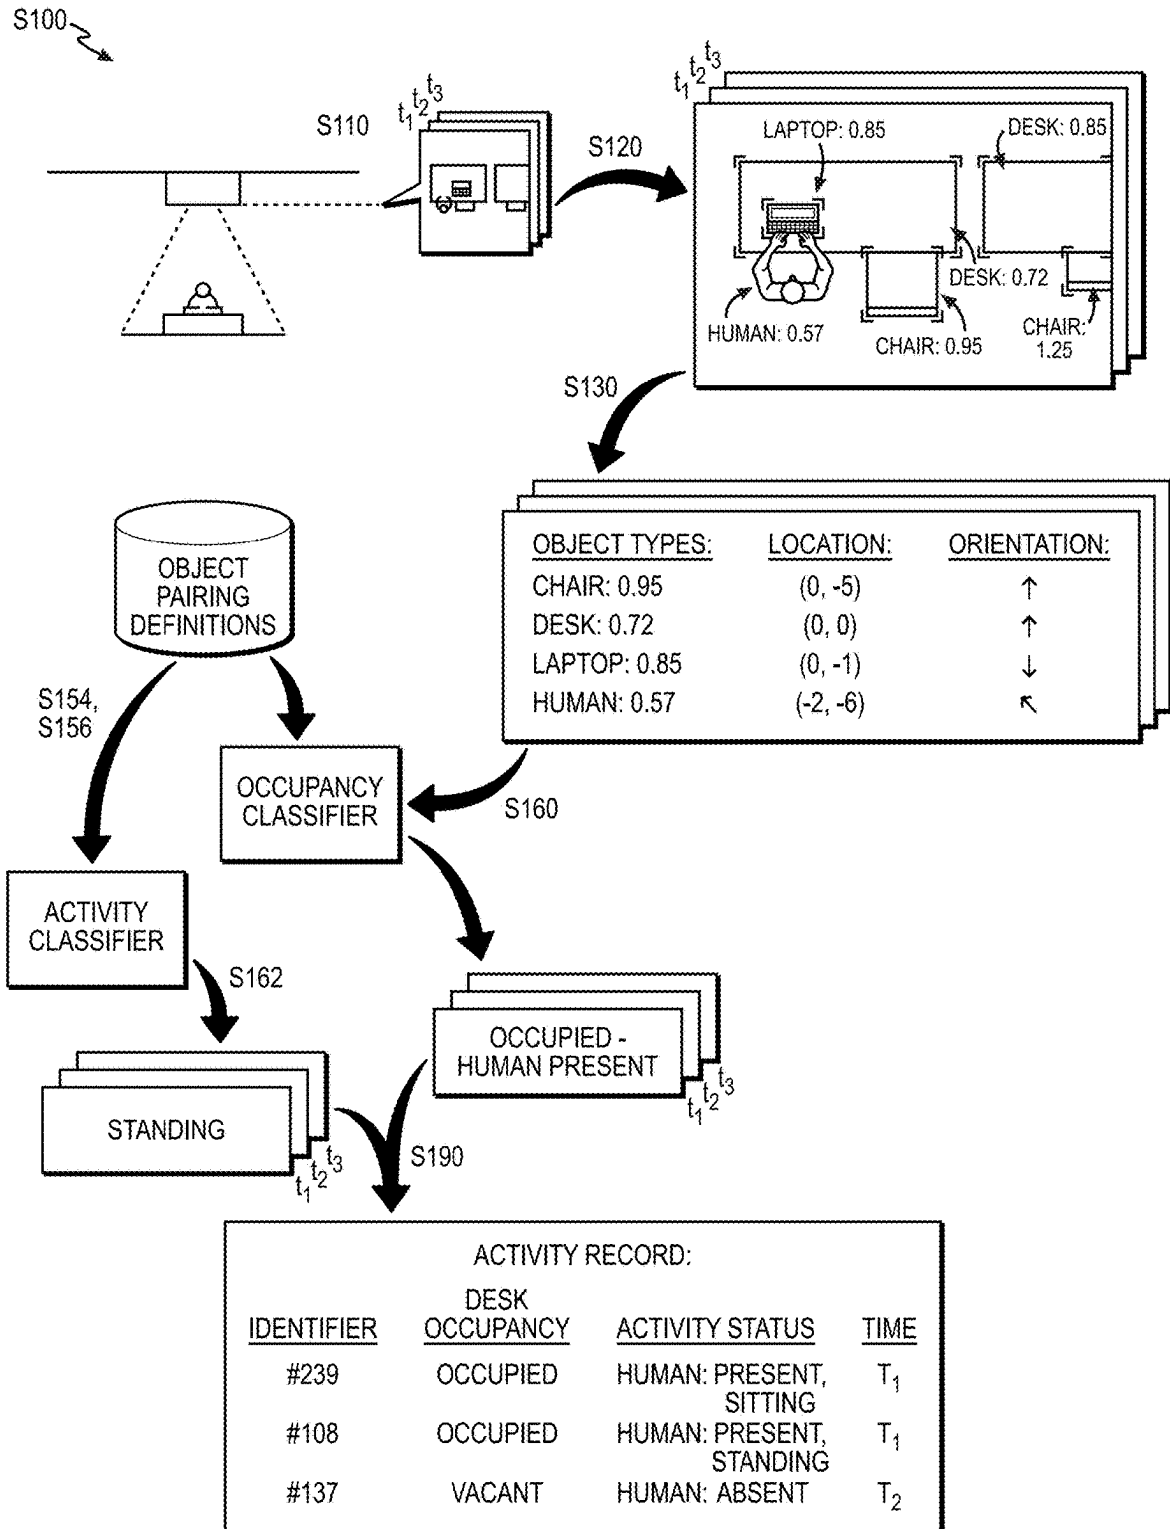 S100
t1 t2 t3
S110
S120
t1 t2 t3
LAPTOP: 0.85
DESK: 0.85
DESK: 0.72
HUMAN: 0.57
CHAIR: 0.95
CHAIR:
1.25
S130
OBJECT TYPES: LOCATION: ORIENTATION:
CHAIR: 0.95 (0, -5) ↑
DESK: 0.72 (0, 0) ↑
LAPTOP: 0.85 (0, -1) ↓
HUMAN: 0.57 (-2, -6) ↖
OBJECT
PAIRING
DEFINITIONS
S154,
S156
OCCUPANCY
CLASSIFIER
S160
ACTIVITY
CLASSIFIER
S162
OCCUPIED -
HUMAN PRESENT
t1 t2 t3
STANDING
t1 t2 t3
S190
ACTIVITY RECORD:
DESK
IDENTIFIER OCCUPANCY ACTIVITY STATUS TIME
#239 OCCUPIED HUMAN: PRESENT, T1
SITTING
#108 OCCUPIED HUMAN: PRESENT, T1
STANDING
#137 VACANT HUMAN: ABSENT T2